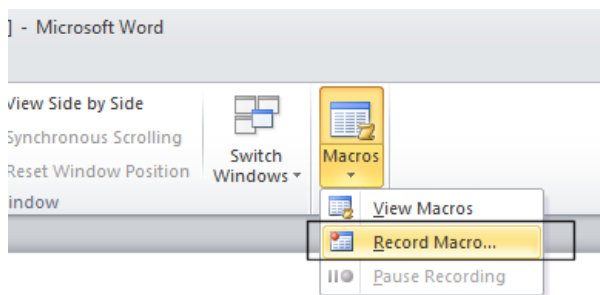 ] - Microsoft Word
View Side by Side
Synchronous Scrolling
Reset Window Position
indow
Switch
Windows
Macros
View Macros
Record Macro...
Pause Recording